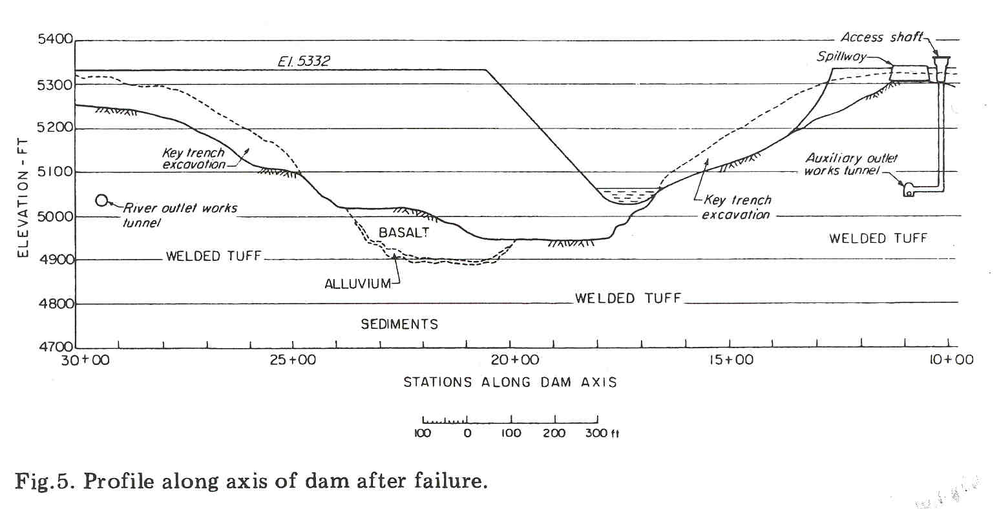 5400
5300
5200
5100
5000
4900
4800
4700
ELEVATION - FT
El. 5332
Access shaft
Spillway
Key trench
excavation
Auxiliary outlet
works tunnel
River outlet works
tunnel
Key trench
excavation
BASALT
WELDED TUFF
WELDED TUFF
ALLUVIUM
WELDED TUFF
SEDIMENTS
30+00 25+00 20+00 15+00 10+00
STATIONS ALONG DAM AXIS
100 0 100 200 300 ft
Fig.5. Profile along axis of dam after failure.